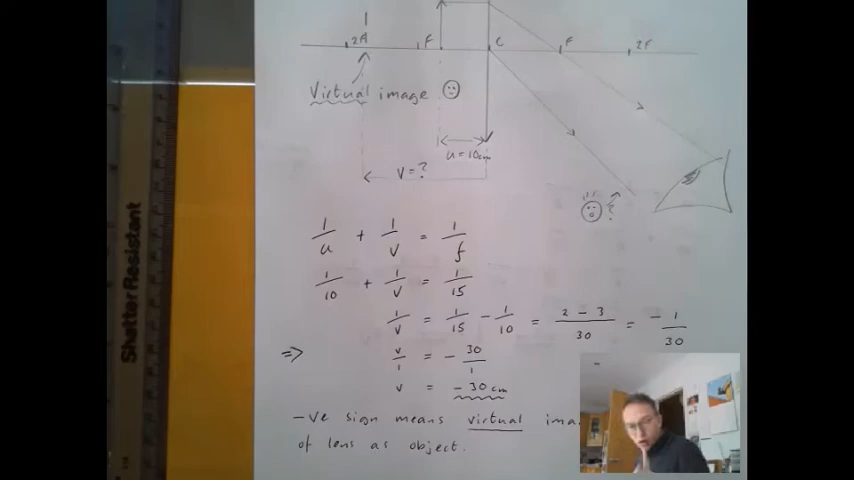 2F F C F 2F
Virtual image
u = 10cm
v = ?
?
1/u + 1/v = 1/f
1/10 + 1/v = 1/15
1/v = 1/15 - 1/10 = 2 - 3/30 = - 1/30
=> v/1 = - 30/1
v = - 30 cm
-ve sign means virtual ima
of lens as object.
Shatter Resistant